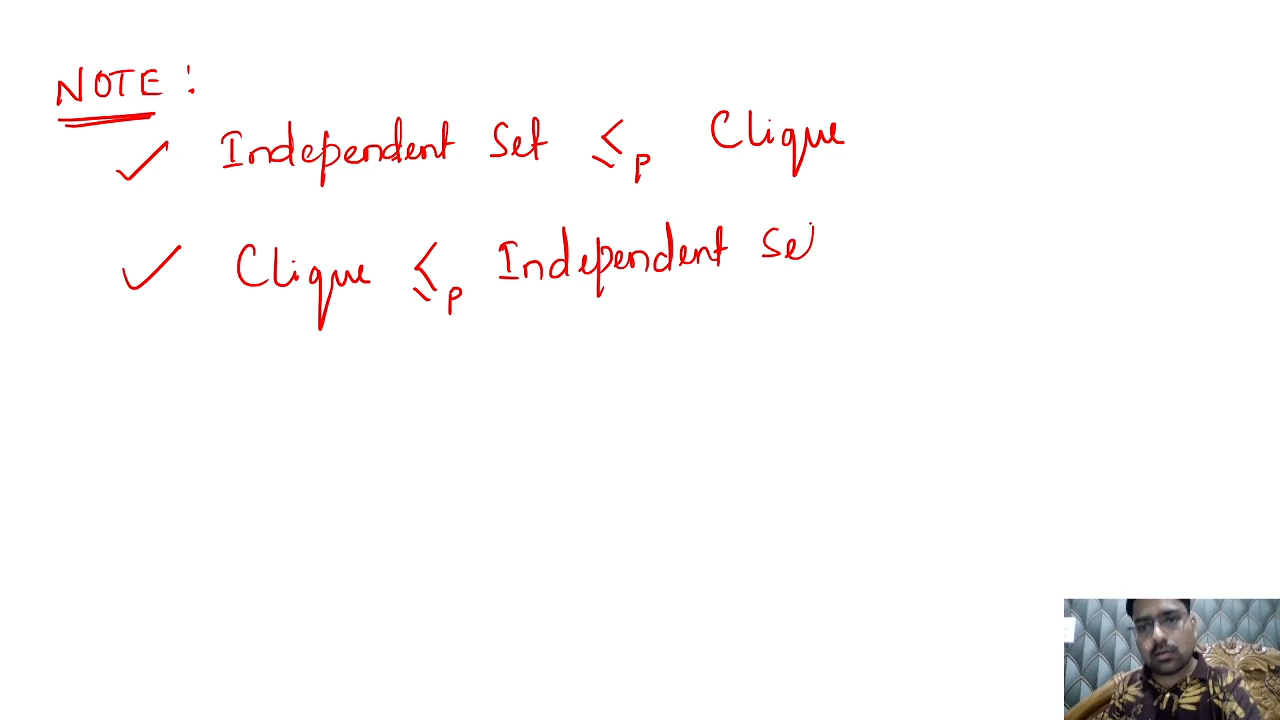 NOTE :
✓ Independent Set ≤p Clique
✓ Clique ≤p Independent Se